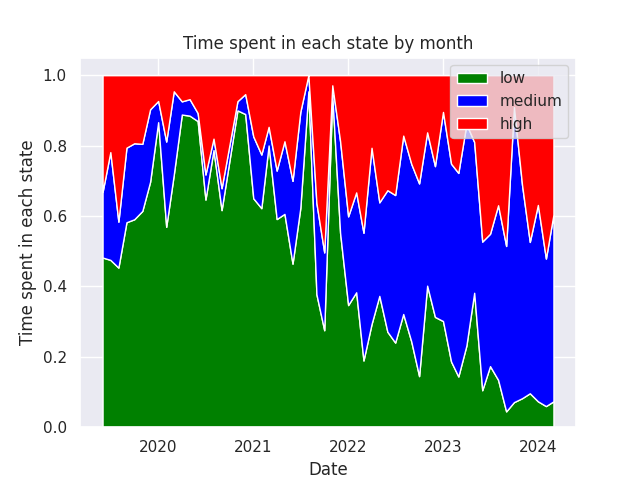 Time spent in each state by month
low
medium
high
Time spent in each state
1.0
0.8
0.6
0.4
0.2
0.0
2020 2021 2022 2023 2024
Date